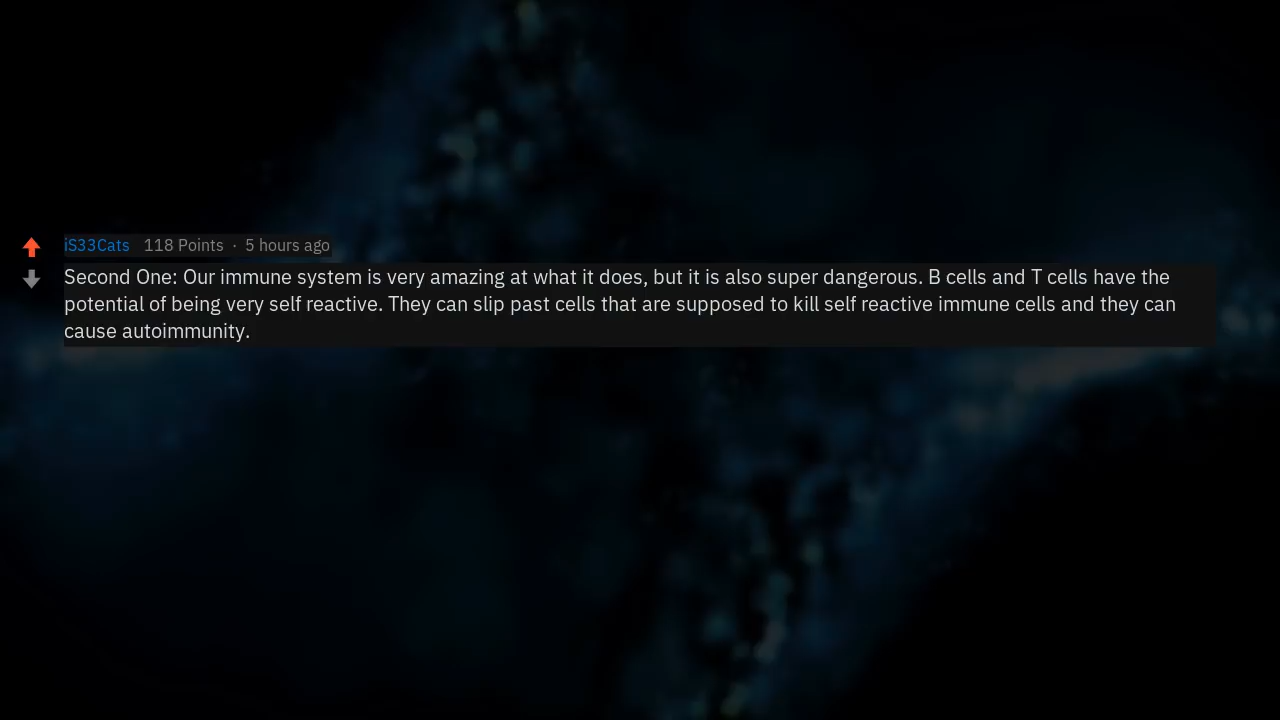 iS33Cats 118 Points · 5 hours ago
Second One: Our immune system is very amazing at what it does, but it is also super dangerous. B cells and T cells have the
potential of being very self reactive. They can slip past cells that are supposed to kill self reactive immune cells and they can
cause autoimmunity.